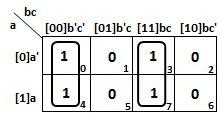 bc
a [00]b'c' [01]b'c [11]bc [10]bc'
[0]a' 1 0 0 1 1 3 0 2
[1]a 1 4 0 5 1 7 0 6